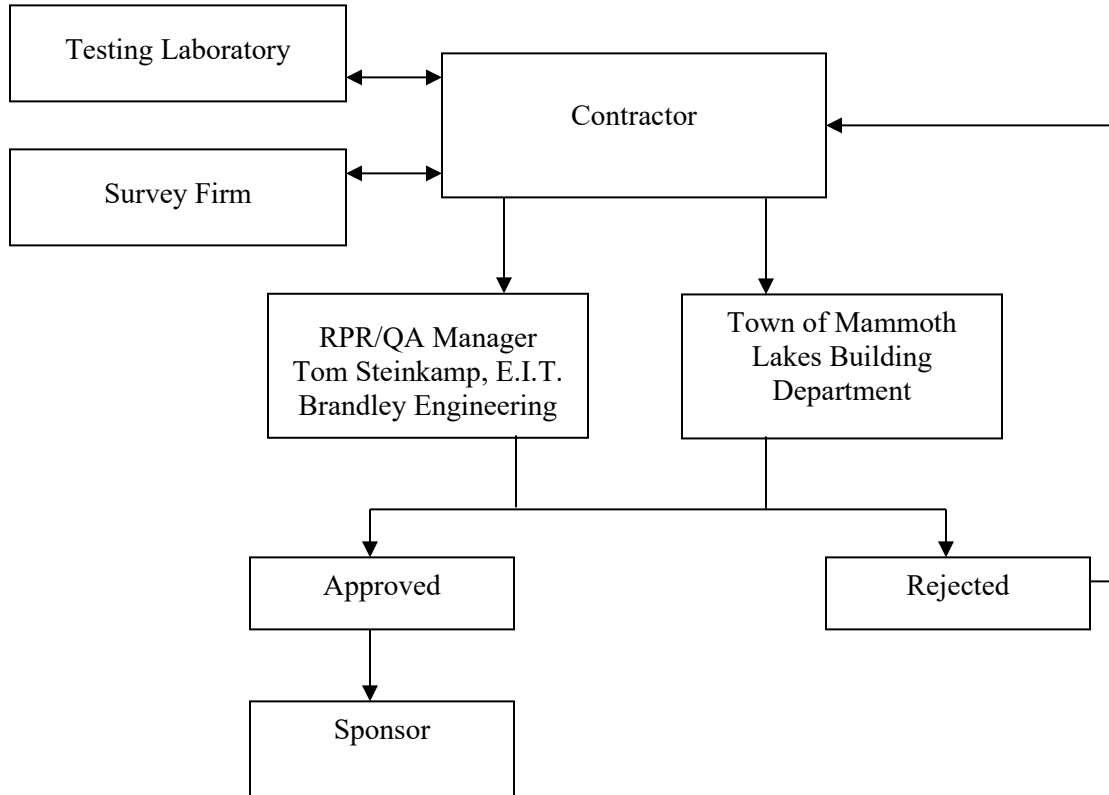 Testing Laboratory
Contractor
Survey Firm
RPR/QA Manager
Tom Steinkamp, E.I.T.
Brandley Engineering
Town of Mammoth
Lakes Building
Department
Approved
Rejected
Sponsor